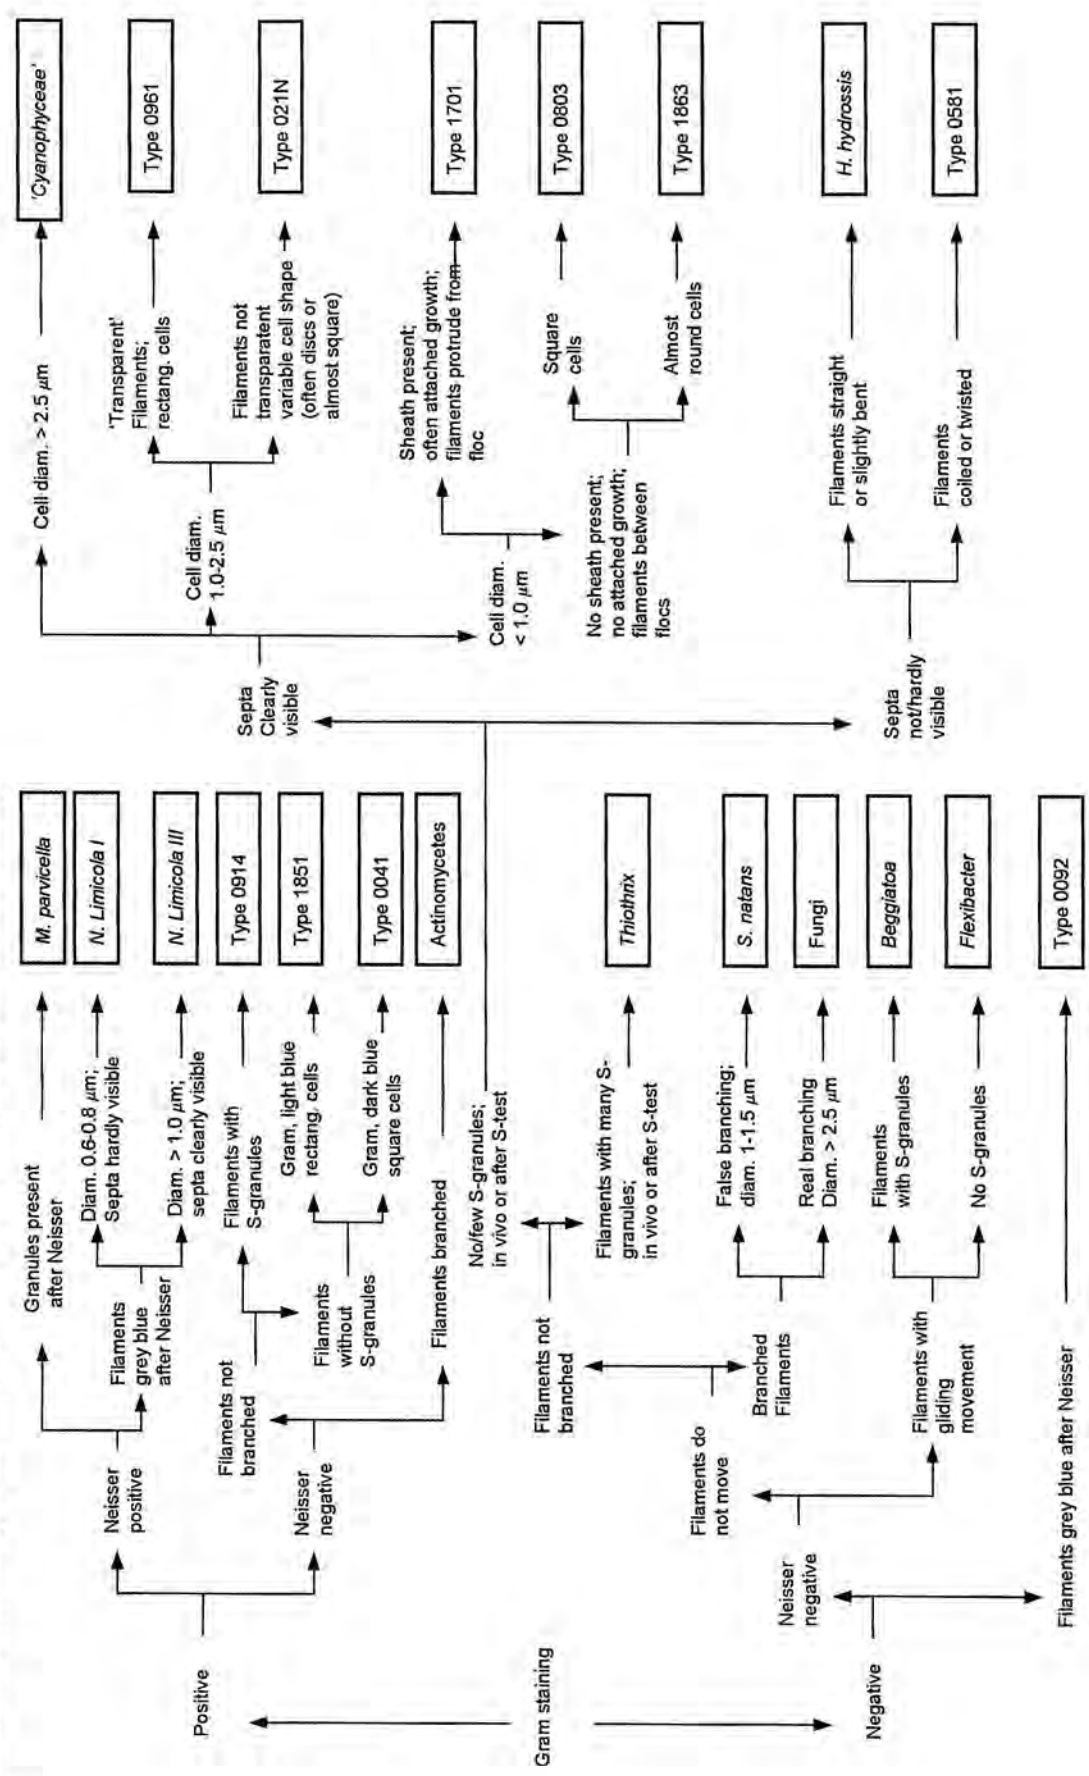 Gram staining
Positive
Neisser
positive
Granules present
after Neisser
M. parvicella
Filaments
grey blue
after Neisser
Diam. 0.6-0.8 μm;
Septa hardly visible
N. Limicola I
Diam. > 1.0 μm;
septa clearly visible
N. Limicola III
Neisser
negative
Filaments not
branched
Filaments with
S-granules
Type 0914
Filaments
without
S-granules
Gram, light blue
rectang, cells
Type 1851
Gram, dark blue
square cells
Type 0041
Filaments branched
Actinomycetes
Negative
Neisser
negative
Filaments do
not move
Filaments not
branched
No/few S-granules;
in vivo or after S-test
Septa
Clearly
visible
Cell diam. > 2.5 μm
'Cyanophyceae'
Cell diam.
1.0-2.5 μm
'Transparent'
Filaments;
rectang. cells
Type 0961
Filaments not
transparatent
variable cell shape
(often discs or
almost square)
Type 021N
Cell diam.
< 1.0 μm
Sheath present;
often attached growth;
filaments protrude from
floc
Type 1701
No sheath present;
no attached growth;
filaments between
flocs
Square
cells
Type 0803
Almost
round cells
Type 1863
Septa
not/hardly
visible
Filaments straight
or slightly bent
H. hydrossis
Filaments
coiled or twisted
Type 0581
Filaments with many S-
granules;
in vivo or after S-test
Thiothrix
Branched
Filaments
False branching;
diam. 1-1.5 μm
S. natans
Real branching
Diam. > 2.5 μm
Fungi
Filaments with
gliding
movement
Filaments
with S-granules
Beggiatoa
No S-granules
Flexibacter
Filaments grey blue after Neisser
Type 0092